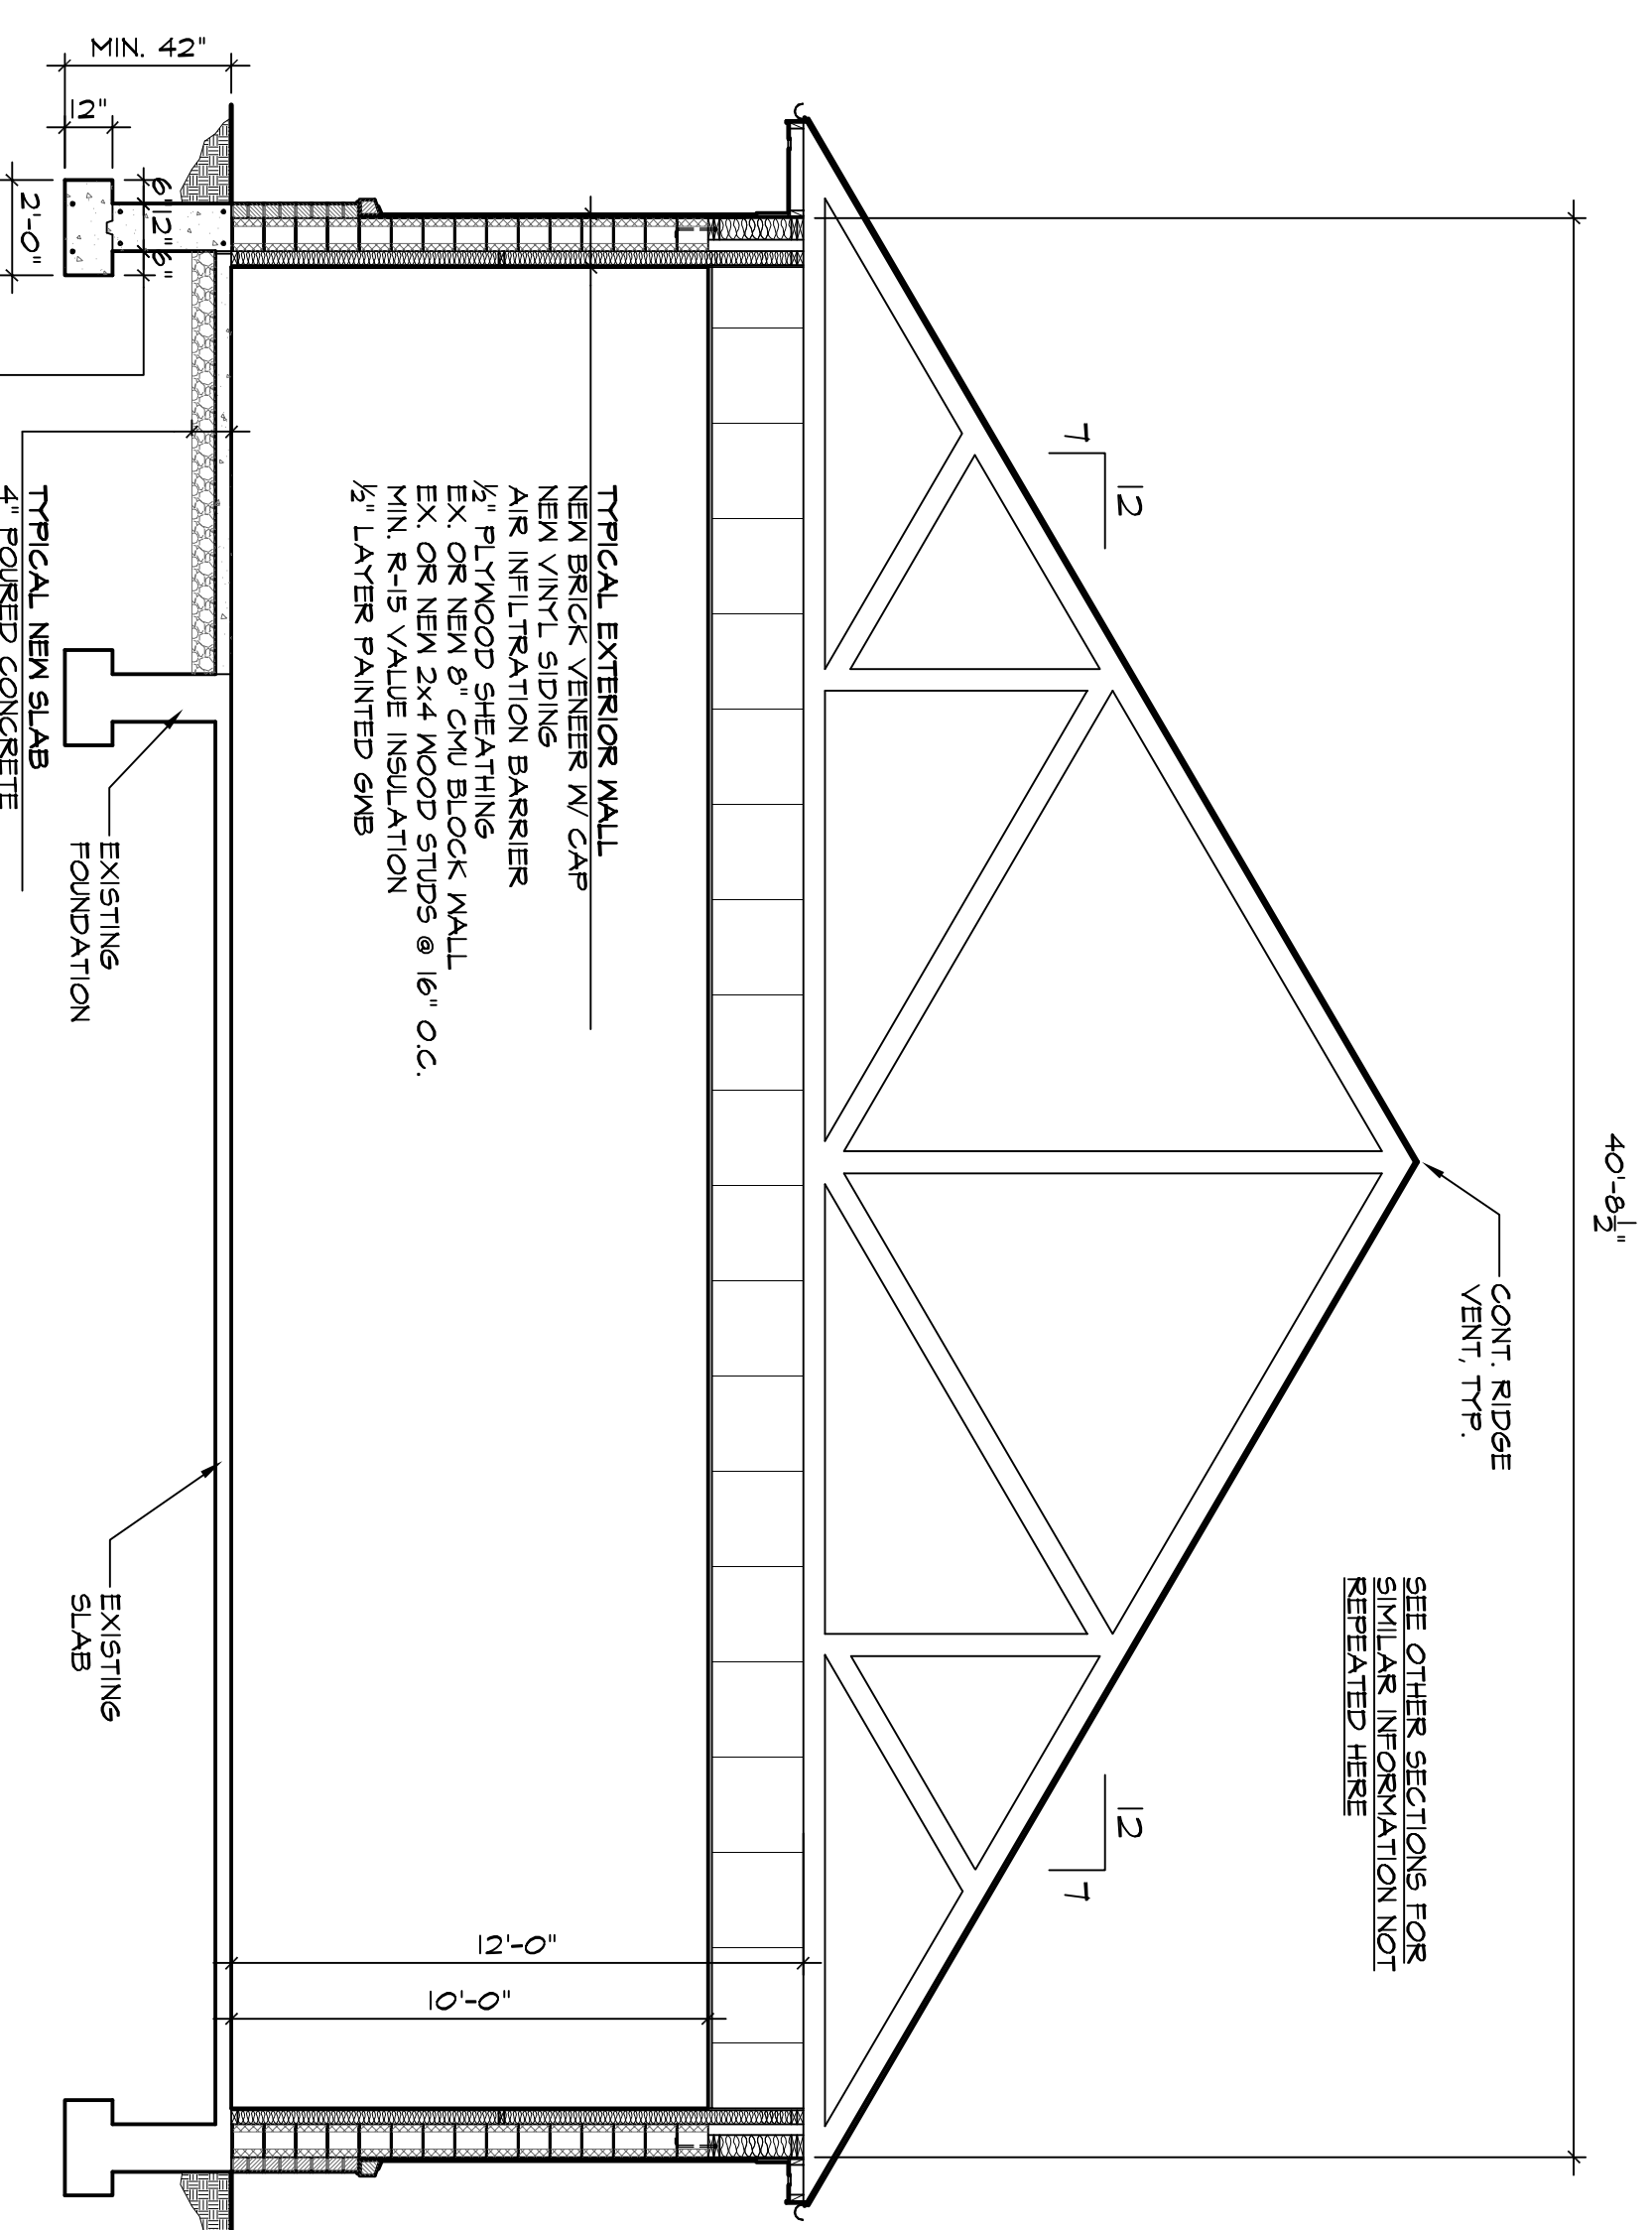 40'-8 1/2"
CONT. RIDGE
VENT, TYP.
SEE OTHER SECTIONS FOR
SIMILAR INFORMATION NOT
REPEATED HERE
12
7
12
7
TYPICAL EXTERIOR WALL
NEW BRICK VENEER W/ CAP
NEW VINYL SIDING
AIR INFILTRATION BARRIER
½" PLYWOOD SHEATHING
EX. OR NEW 8" CMU BLOCK WALL
EX. OR NEW 2x4 WOOD STUDS @ 16" O.C.
MIN. R-15 VALUE INSULATION
½" LAYER PAINTED GWB
12'-0"
10'-0"
MIN. 42"
12"
6" 12" 6"
2'-0"
EXISTING
FOUNDATION
EXISTING
SLAB
TYPICAL NEW SLAB
4" POURED CONCRETE